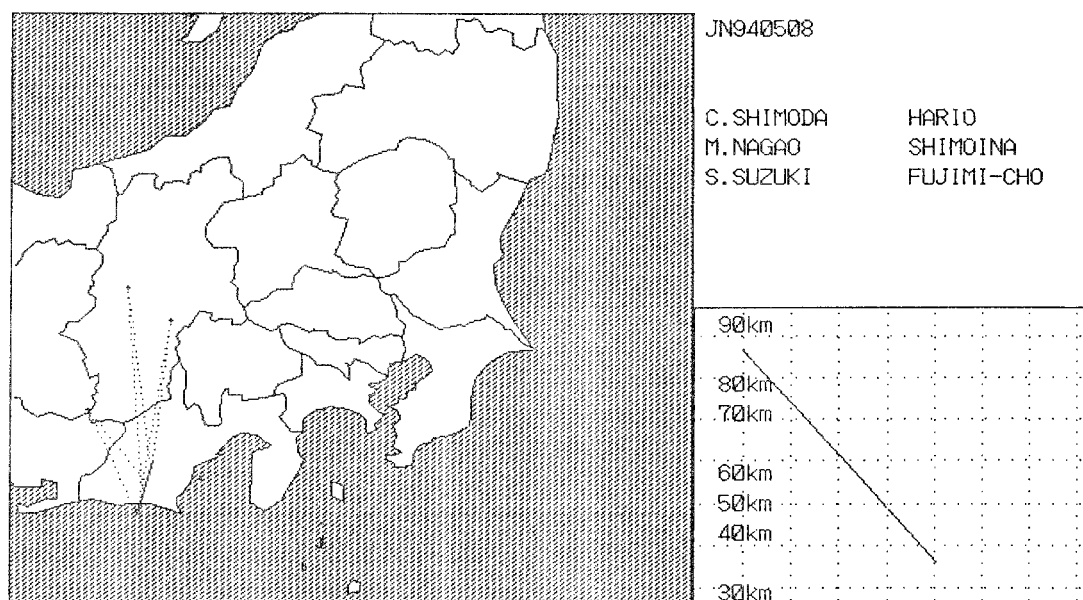 JN940508
C.SHIMODA HARIO
M.NAGAO SHIMOINA
S.SUZUKI FUJIMI-CHO
90km
80km
70km
60km
50km
40km
30km